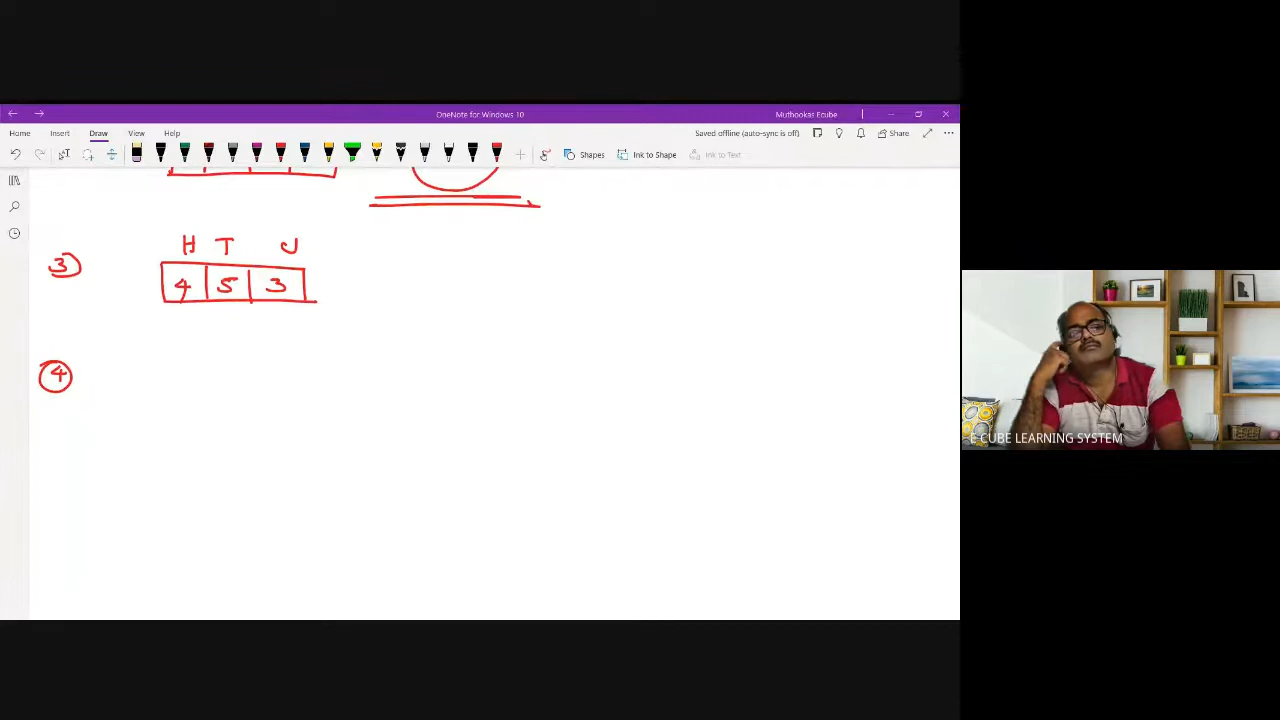 OneNote for Windows 10
Muthookas Ecube
Home Insert Draw View Help
Saved offline (auto-sync is off)
Share
Shapes
Ink to Shape
Ink to Text
H T U
3
4 5 3
4
E CUBE LEARNING SYSTEM